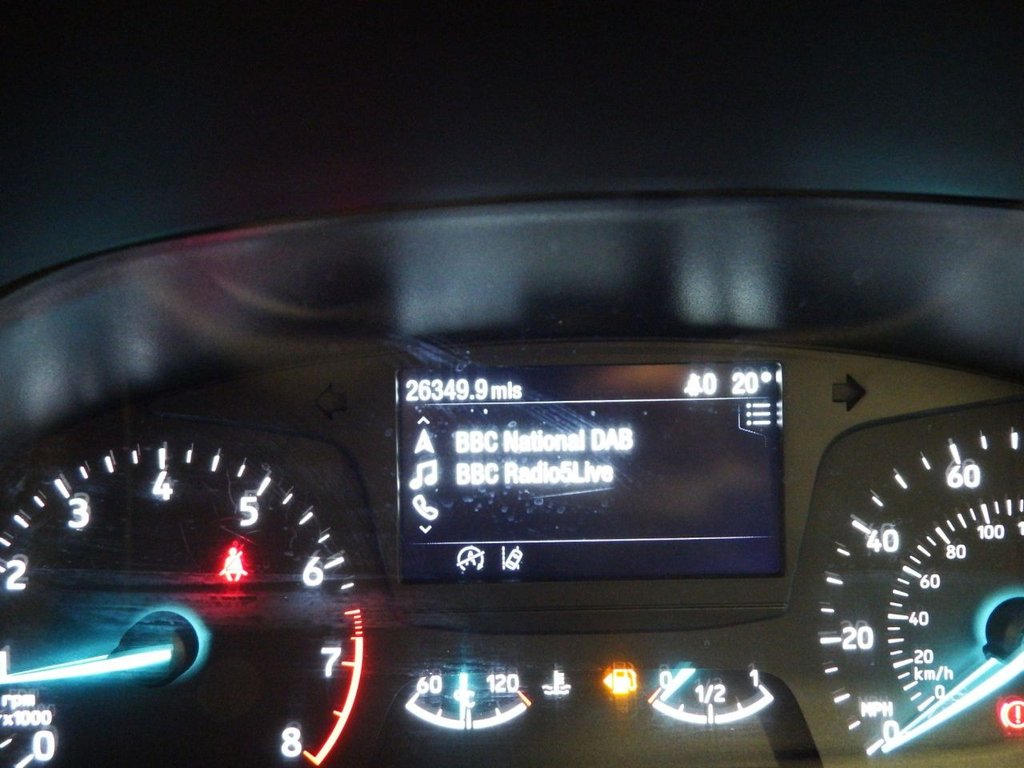 26349.9 mls 20°
BBC National DAB
BBC Radio5Live
2 3 4 5 6 7 8
1
rpm
x1000
0
60 120
0 1/2 1
0 20 40 60
MPH
0 20 40 60 80 100
km/h